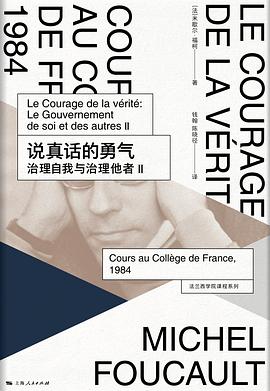 LE COURAGE
DE LA VÉRIT
COUR
AU CO
DE FR
1984
[法]米歇尔·福柯
著
钱翰 陈晓径
译
Le Courage de la vérité:
Le Gouvernement
de soi et des autres II
说真话的勇气
治理自我与治理他者 II
Cours au Collège de France,
1984
法兰西学院课程系列
MICHEL
FOUCAULT
上海人民出版社